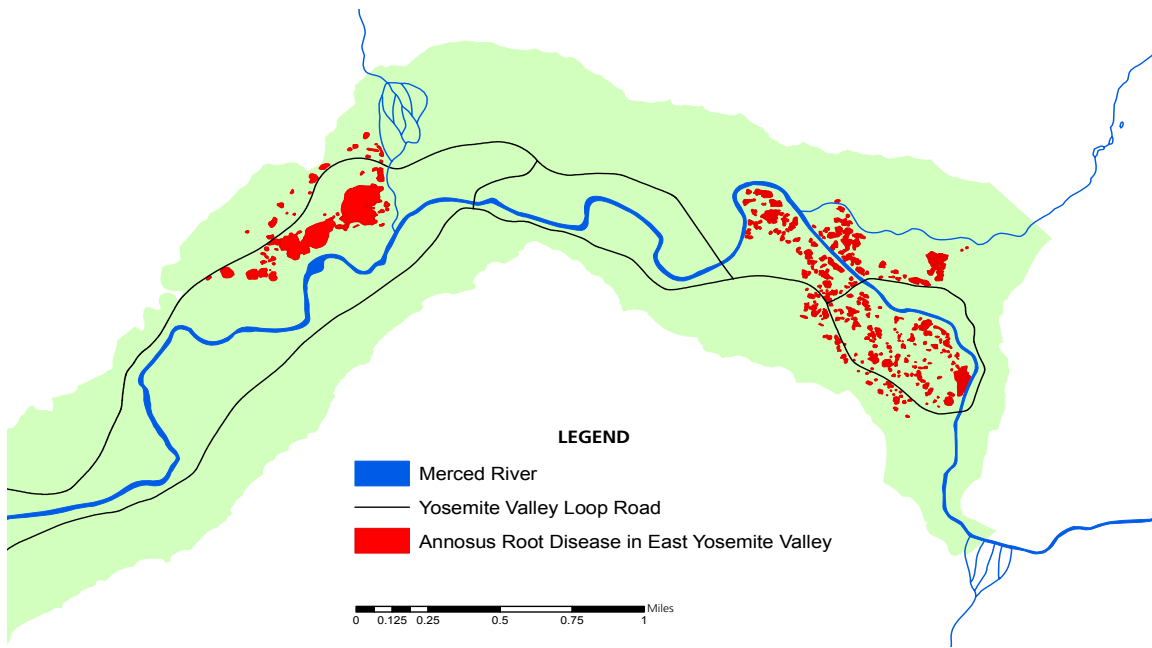 LEGEND
Merced River
Yosemite Valley Loop Road
Annosus Root Disease in East Yosemite Valley
Miles
0 0.125 0.25 0.5 0.75 1